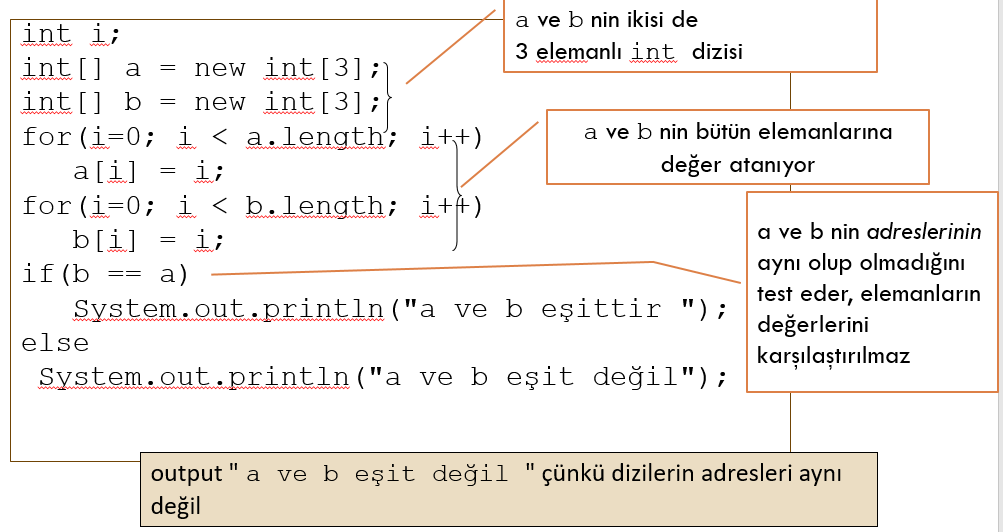 int i;
int[] a = new int[3];
int[] b = new int[3];
for(i=0; i < a.length; i++)
a[i] = i;
for(i=0; i < b.length; i++)
b[i] = i;
if(b == a)
System.out.println("a ve b eşittir ");
else
System.out.println("a ve b eşit değil");
a ve b nin ikisi de
3 elemanlı int dizisi
a ve b nin bütün elemanlarına
değer atanıyor
a ve b nin adreslerinin
aynı olup olmadığını
test eder, elemanların
değerlerini
karşılaştırılmaz
output " a ve b eşit değil " çünkü dizilerin adresleri aynı
değil